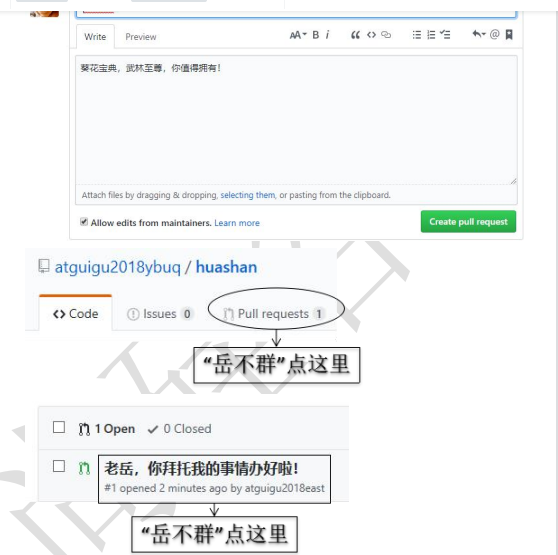 Write Preview AA B i
葵花宝典，武林至尊，你值得拥有！
Attach files by dragging & dropping, selecting them, or pasting from the clipboard.
Allow edits from maintainers. Learn more Create pull request
atguigu2018ybuq / huashan
Code Issues 0 Pull requests 1
“岳不群”点这里
1 Open 0 Closed
老岳，你拜托我的事情办好啦！
#1 opened 2 minutes ago by atguigu2018east
“岳不群”点这里